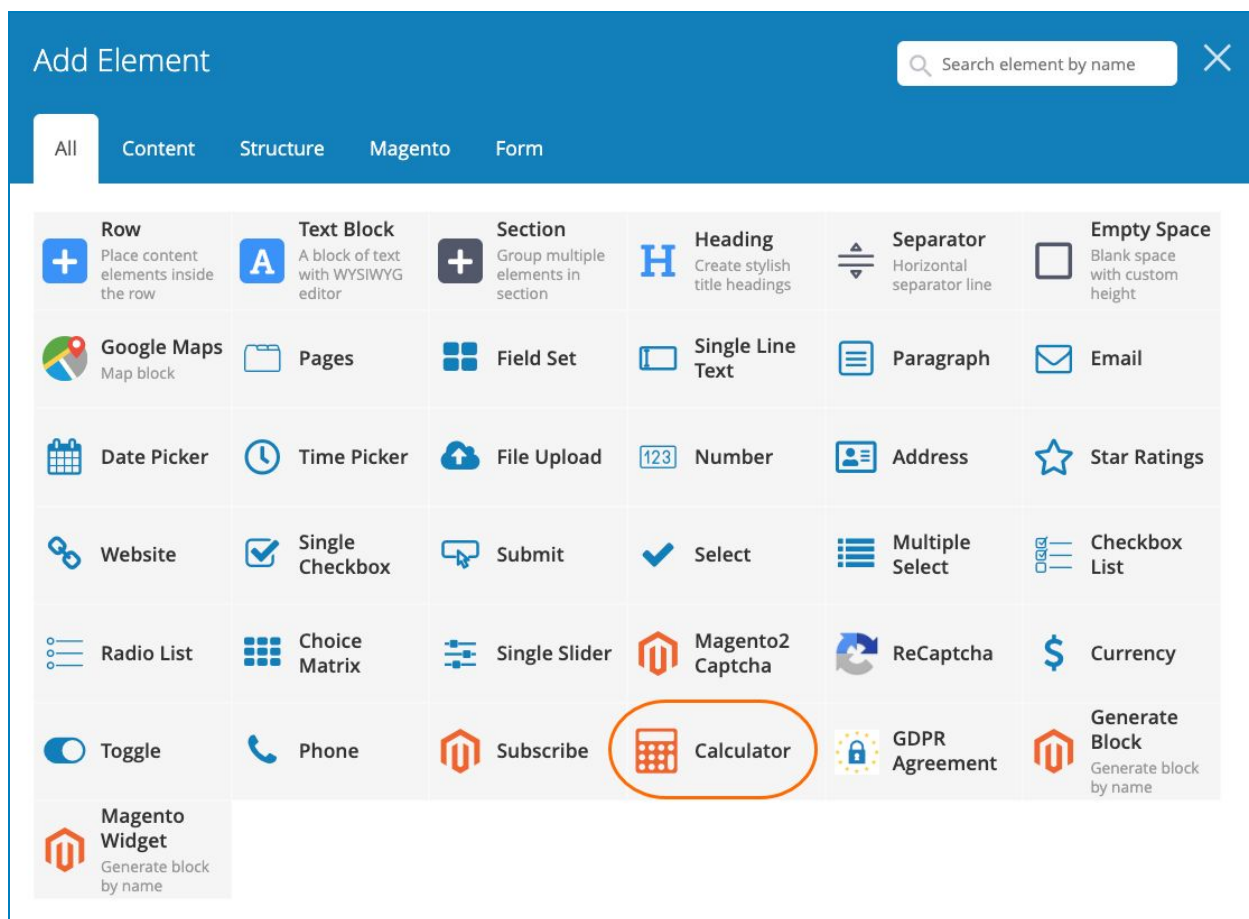 Add Element
Search element by name
All
Content
Structure
Magento
Form
Row
Place content
elements inside
the row
Text Block
A block of text
with WYSIWYG
editor
Section
Group multiple
elements in
section
Heading
Create stylish
title headings
Separator
Horizontal
separator line
Empty Space
Blank space
with custom
height
Google Maps
Map block
Pages
Field Set
Single Line
Text
Paragraph
Email
Date Picker
Time Picker
File Upload
123
Number
Address
Star Ratings
Website
Single
Checkbox
Submit
Select
Multiple
Select
Checkbox
List
Radio List
Choice
Matrix
Single Slider
Magento2
Captcha
ReCaptcha
$
Currency
Toggle
Phone
Subscribe
Calculator
GDPR
Agreement
Generate
Block
Generate block
by name
Magento
Widget
Generate block
by name